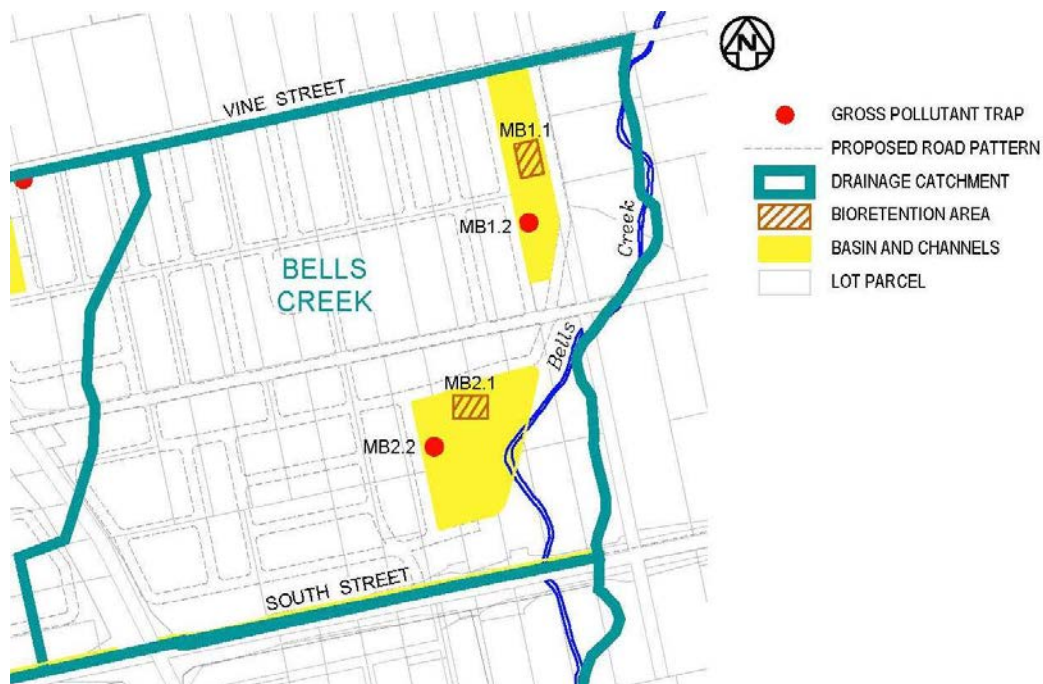 VINE STREET
MB1.1
MB1.2
Creek
BELLS
CREEK
Bells
MB2.1
MB2.2
SOUTH STREET
N
GROSS POLLUTANT TRAP
PROPOSED ROAD PATTERN
DRAINAGE CATCHMENT
BIORETENTION AREA
BASIN AND CHANNELS
LOT PARCEL